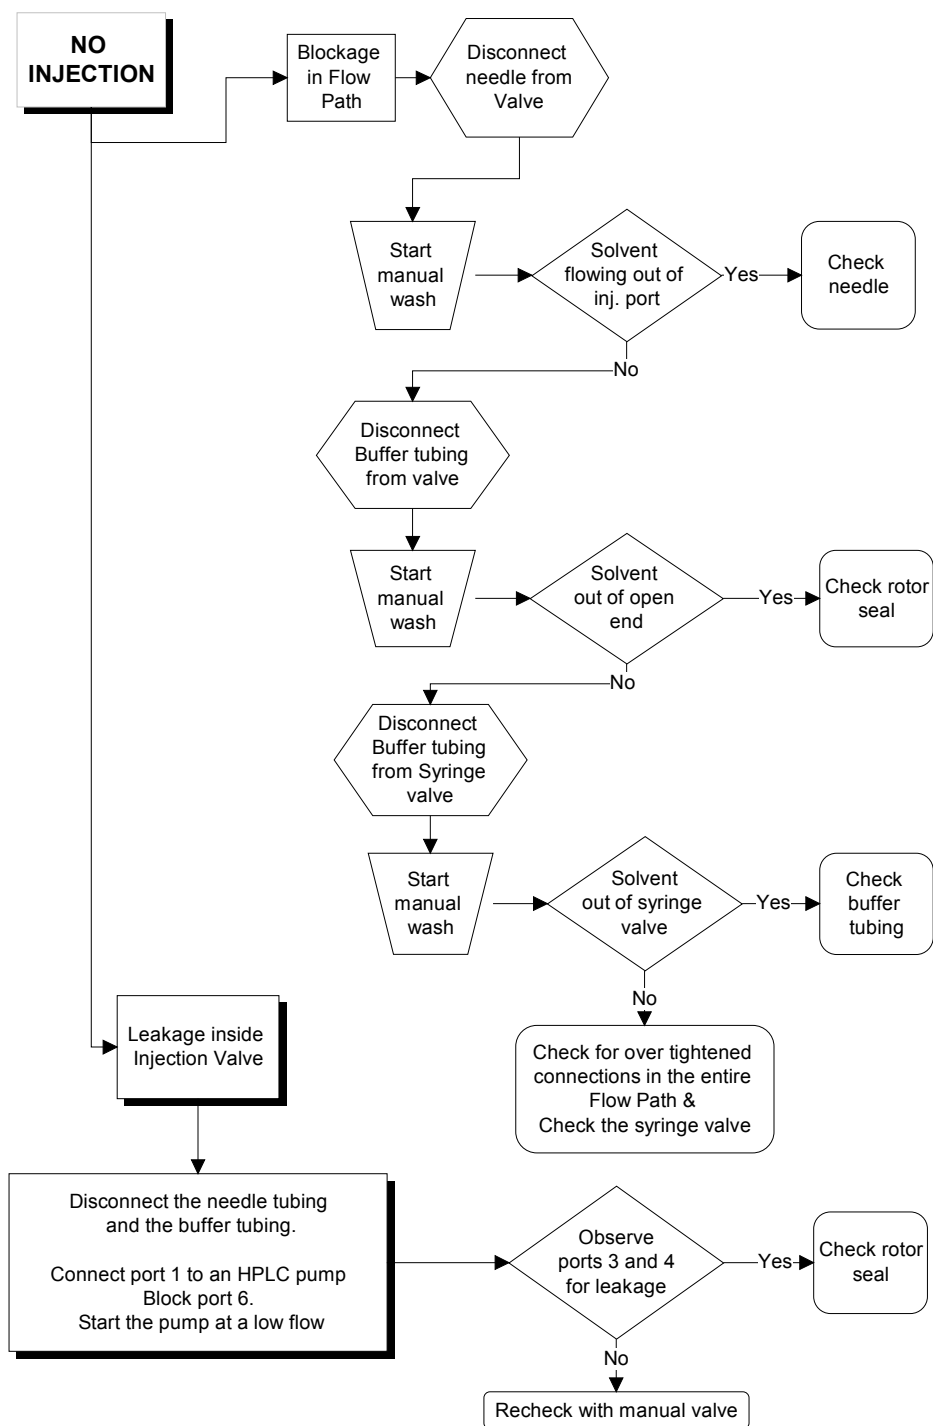 NO
INJECTION
Blockage
in Flow
Path
Disconnect
needle from
Valve
Start
manual
wash
Solvent
flowing out of
inj. port
Yes
Check
needle
No
Disconnect
Buffer tubing
from valve
Start
manual
wash
Solvent
out of open
end
Yes
Check rotor
seal
No
Disconnect
Buffer tubing
from Syringe
valve
Start
manual
wash
Solvent
out of syringe
valve
Yes
Check
buffer
tubing
No
Check for over tightened
connections in the entire
Flow Path &
Check the syringe valve
Leakage inside
Injection Valve
Disconnect the needle tubing
and the buffer tubing.
Connect port 1 to an HPLC pump
Block port 6.
Start the pump at a low flow
Observe
ports 3 and 4
for leakage
Yes
Check rotor
seal
No
Recheck with manual valve